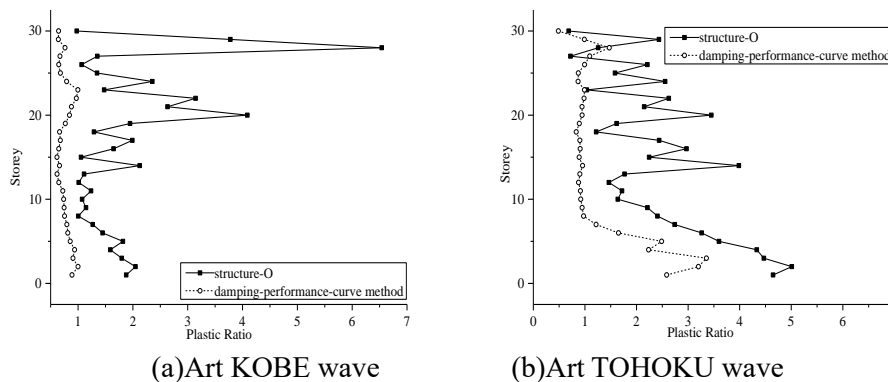 30
20
10
0
Storey
structure-O
damping-performance-curve method
1 2 3 4 5 6 7
Plastic Ratio
(a)Art KOBE wave
30
20
10
0
Storey
structure-O
damping-performance-curve method
0 1 2 3 4 5 6
Plastic Ratio
(b)Art TOHOKU wave